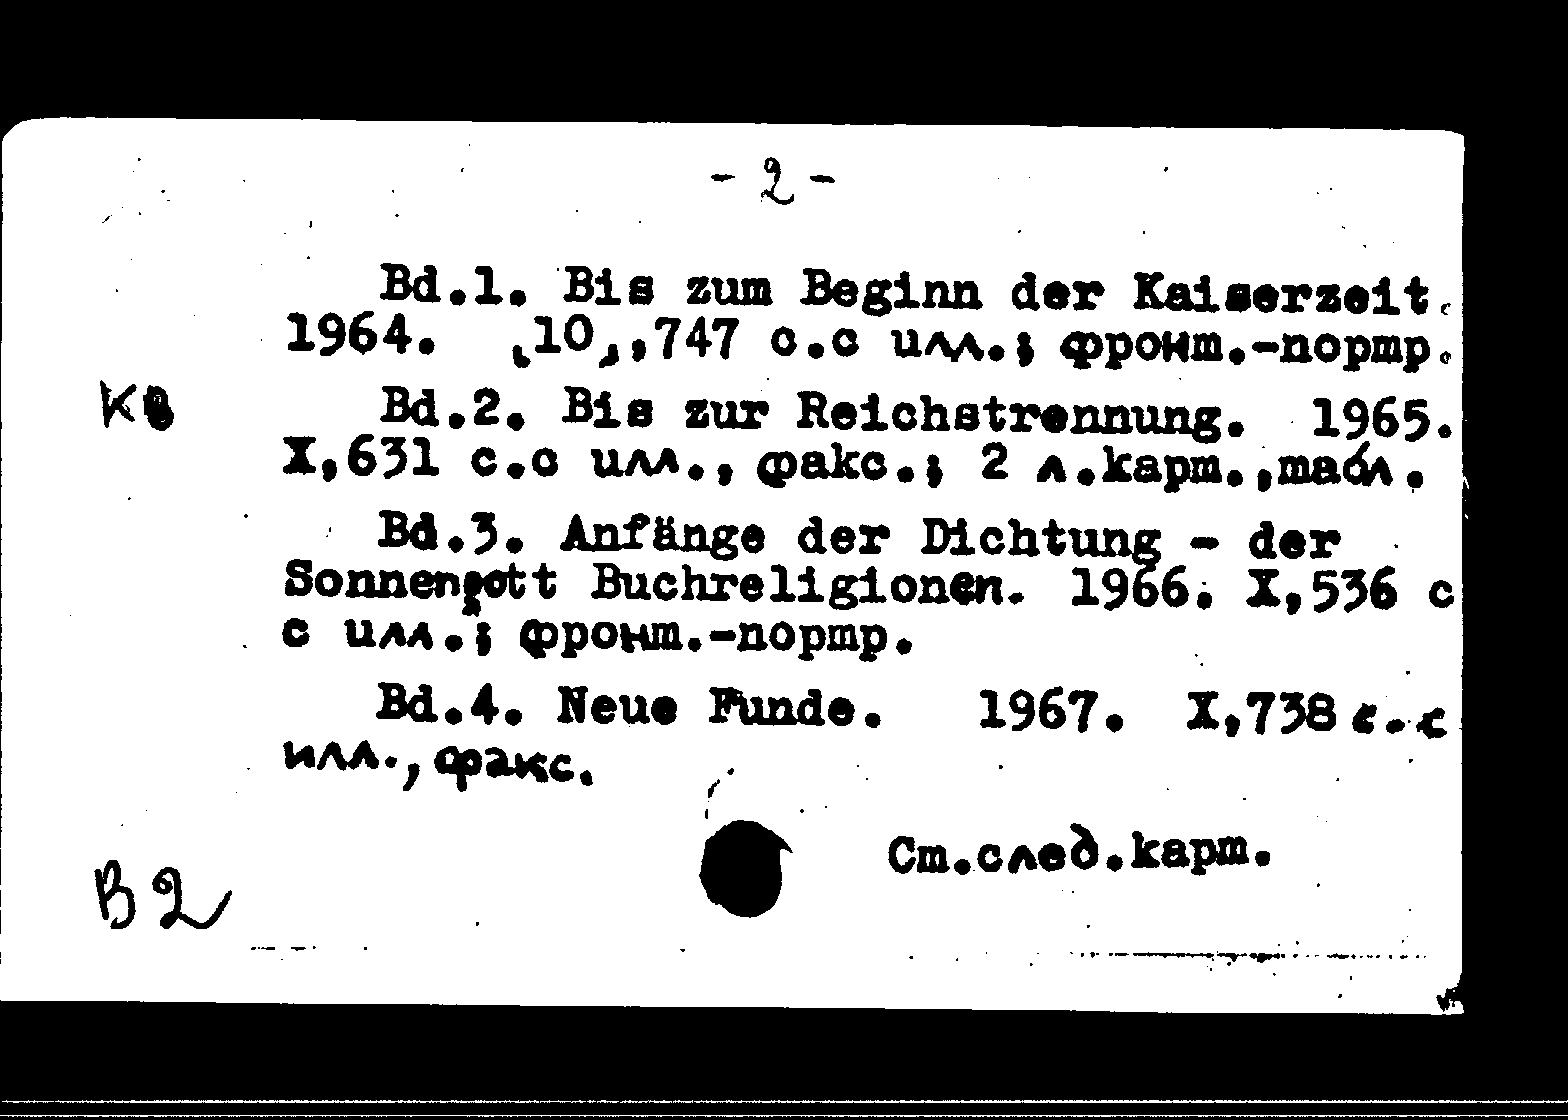 - 2 -
Bd.1. Bis zum Beginn der Kaiserzeit.
1964. [10],747 с.с илл.; фронт.-портр.
Bd.2. Bis zur Reichstrennung. 1965.
X,631 с.с илл., факс.; 2 л.карт.,табл.
Bd.3. Anfänge der Dichtung - der
Sonnengott Buchreligionen. 1966. X,536 с
с илл.; фронт.-портр.
Bd.4. Neue Funde. 1967. X,738 с.с
илл., факс.
См.след.карт.
B2